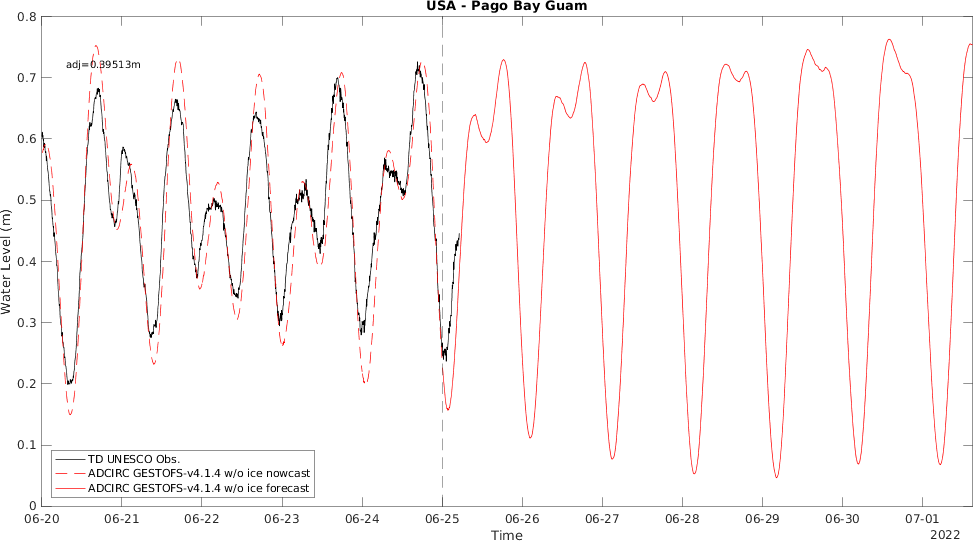 USA - Pago Bay Guam
0.8
adj=0.39513m
0.7
0.6
0.5
0.4
0.3
0.2
0.1
0
Water Level (m)
TD UNESCO Obs.
ADCIRC GESTOFS-v4.1.4 w/o ice nowcast
ADCIRC GESTOFS-v4.1.4 w/o ice forecast
06-20 06-21 06-22 06-23 06-24 06-25 06-26 06-27 06-28 06-29 06-30 07-01
Time
2022